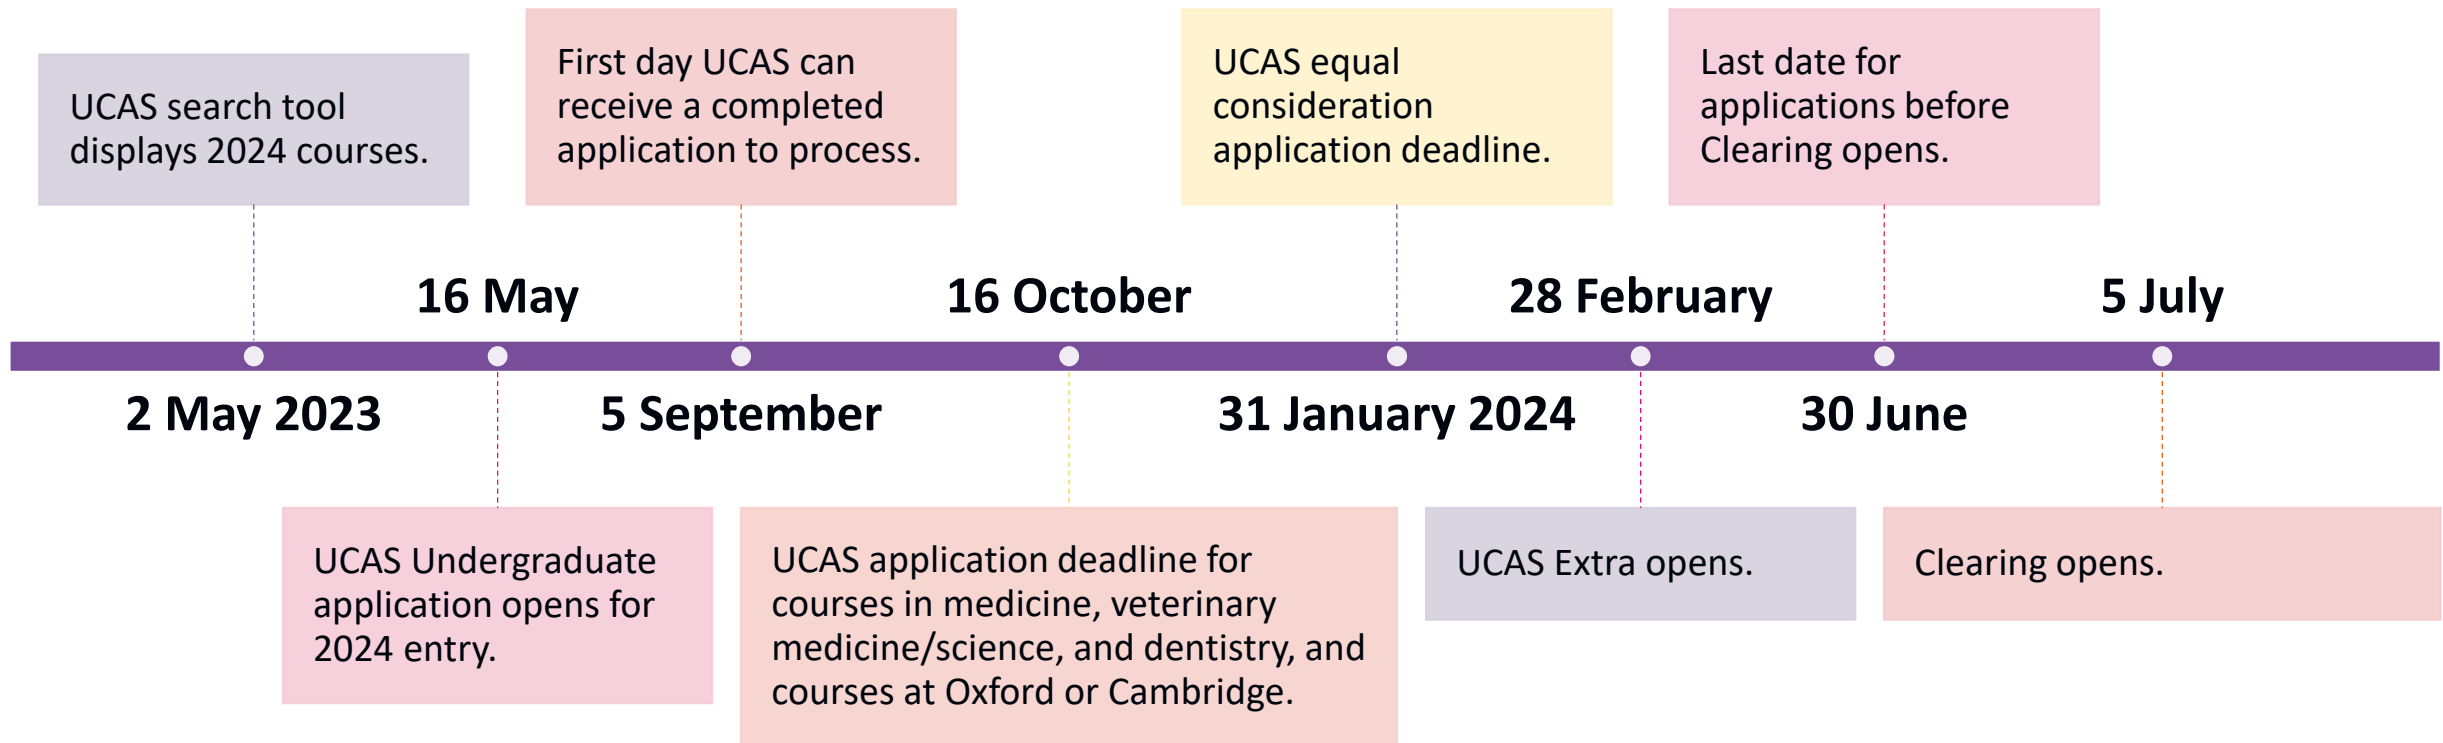 UCAS search tool
displays 2024 courses.
First day UCAS can
receive a completed
application to process.
UCAS equal
consideration
application deadline.
Last date for
applications before
Clearing opens.
16 May
16 October
28 February
5 July
2 May 2023
5 September
31 January 2024
30 June
UCAS Undergraduate
application opens for
2024 entry.
UCAS application deadline for
courses in medicine, veterinary
medicine/science, and dentistry, and
courses at Oxford or Cambridge.
UCAS Extra opens.
Clearing opens.